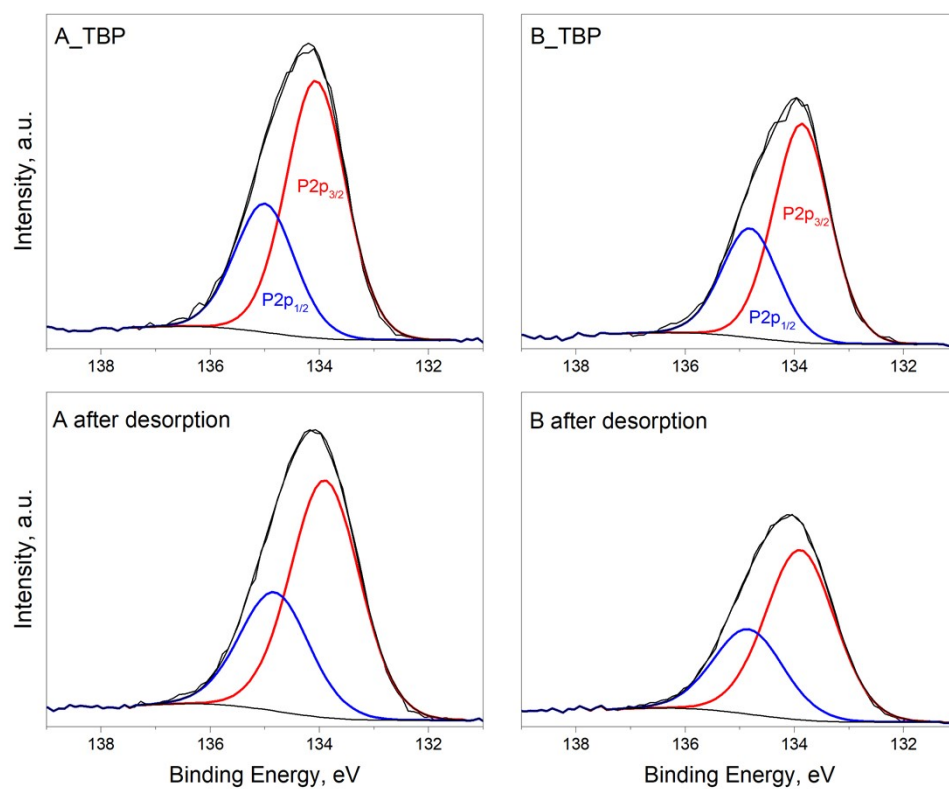 A_TBP
B_TBP
Intensity, a.u.
P2p3/2
P2p1/2
P2p3/2
P2p1/2
138 136 134 132
138 136 134 132
A after desorption
B after desorption
Intensity, a.u.
138 136 134 132
138 136 134 132
Binding Energy, eV
Binding Energy, eV